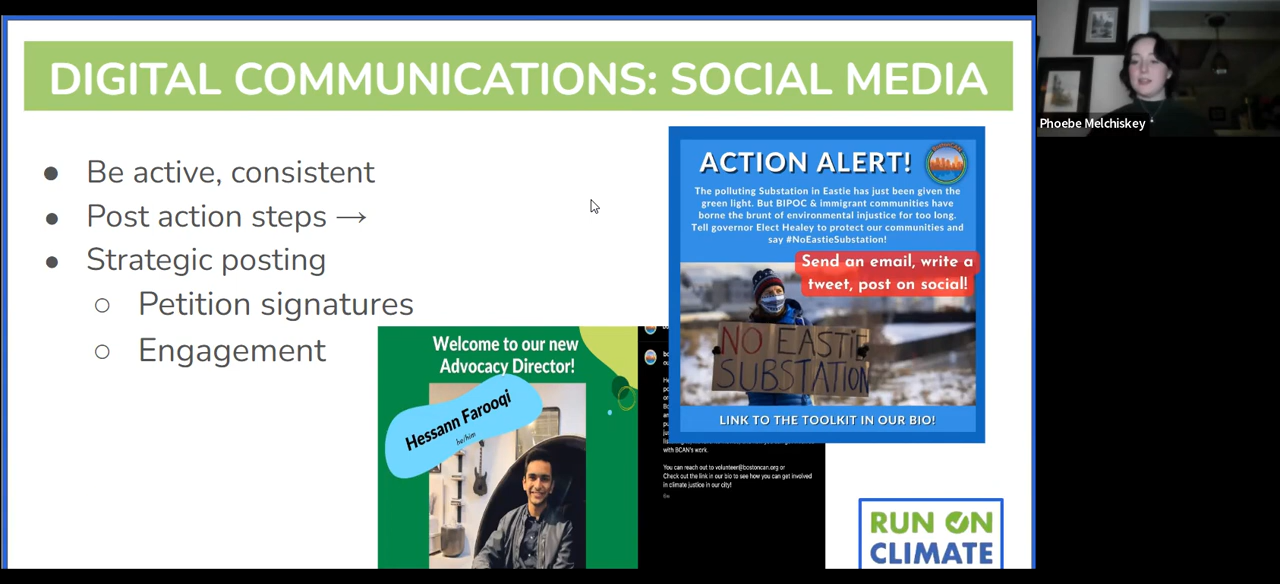 DIGITAL COMMUNICATIONS: SOCIAL MEDIA
Phoebe Melchiskey
● Be active, consistent
● Post action steps →
● Strategic posting
○ Petition signatures
○ Engagement
ACTION ALERT!
The polluting Substation in Eastie has just been given the
green light. But BIPOC & immigrant communities have
borne the brunt of environmental injustice for too long.
Tell governor Elect Healey to protect our communities and
say #NoEastieSubstation!
Send an email, write a
tweet, post on social!
NO EASTIE
SUBSTATION
LINK TO THE TOOLKIT IN OUR BIO!
Welcome to our new
Advocacy Director!
Hessann Farooqi
he/him
with BCAN's work.
You can reach out to volunteer@bostoncan.org or
Check out the link in our bio to see how you can get involved
in climate justice in our city!
RUN ON
CLIMATE